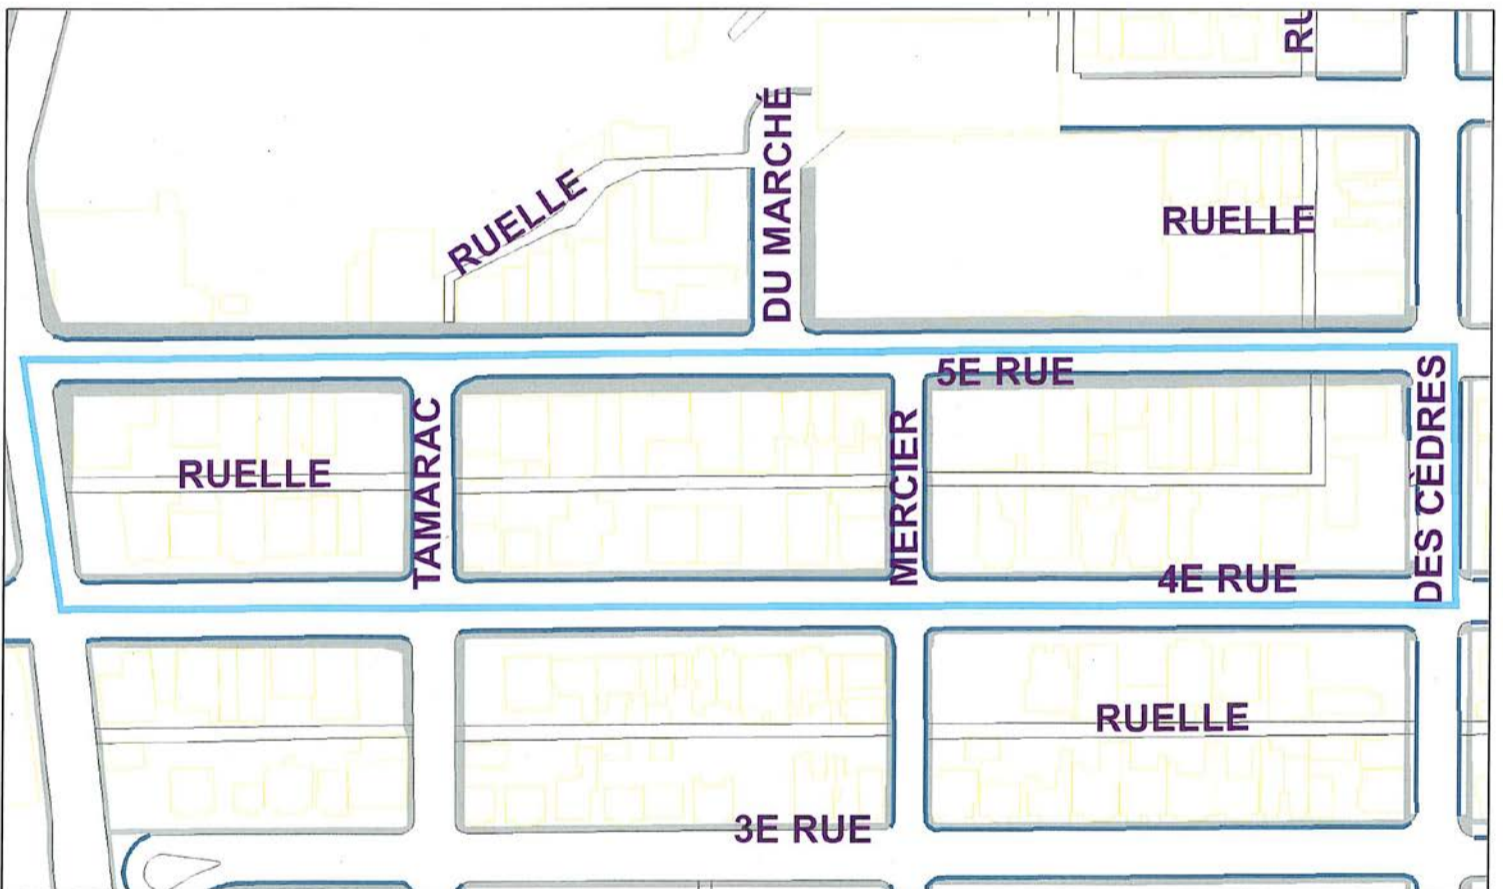 RU
DU MARCHÉ
RUELLE
RUELLE
5E RUE
RUELLE
TAMARAC
MERCIER
DES CÈDRES
4E RUE
RUELLE
3E RUE